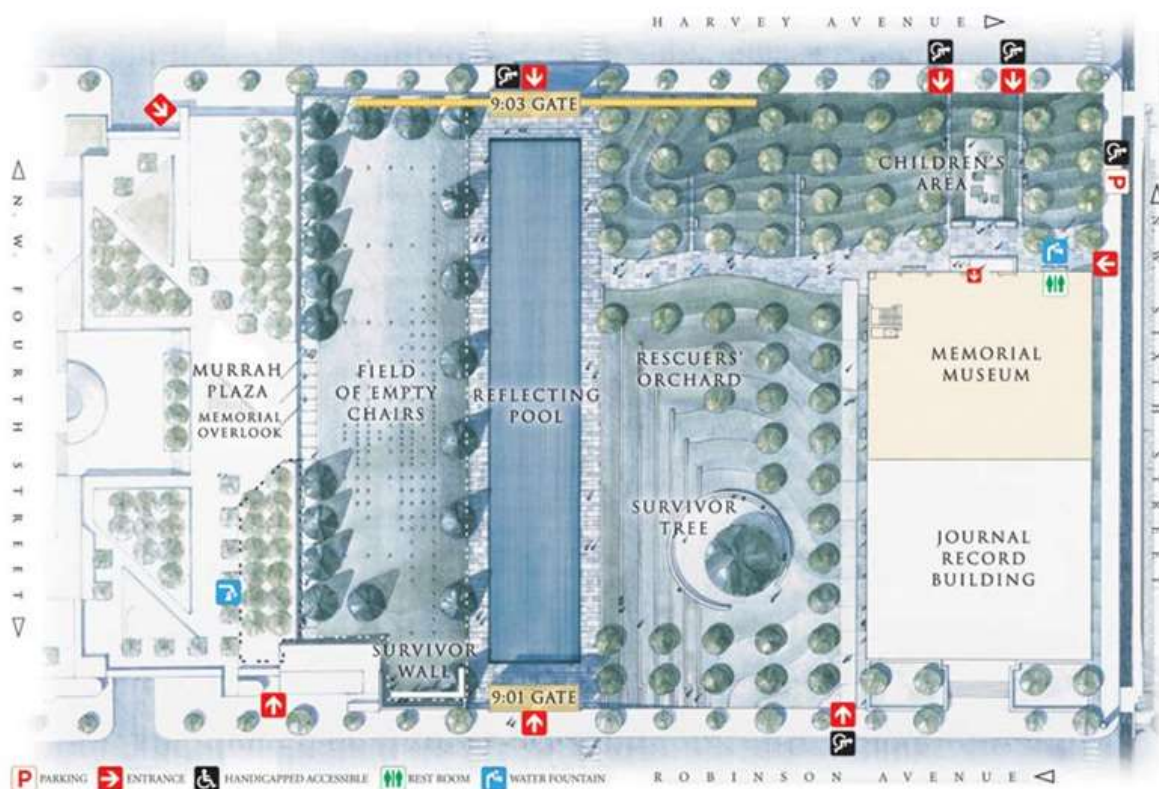 HARVEY AVENUE
9:03 GATE
CHILDREN'S
AREA
P
N.W. FOURTH STREET
N.W. SIXTH STREET
MURRAH
PLAZA
MEMORIAL
OVERLOOK
FIELD
OF EMPTY
CHAIRS
REFLECTING
POOL
RESCUERS'
ORCHARD
MEMORIAL
MUSEUM
SURVIVOR
TREE
JOURNAL
RECORD
BUILDING
SURVIVOR
WALL
9:01 GATE
P PARKING ENTRANCE HANDICAPPED ACCESSIBLE REST ROOM WATER FOUNTAIN
ROBINSON AVENUE